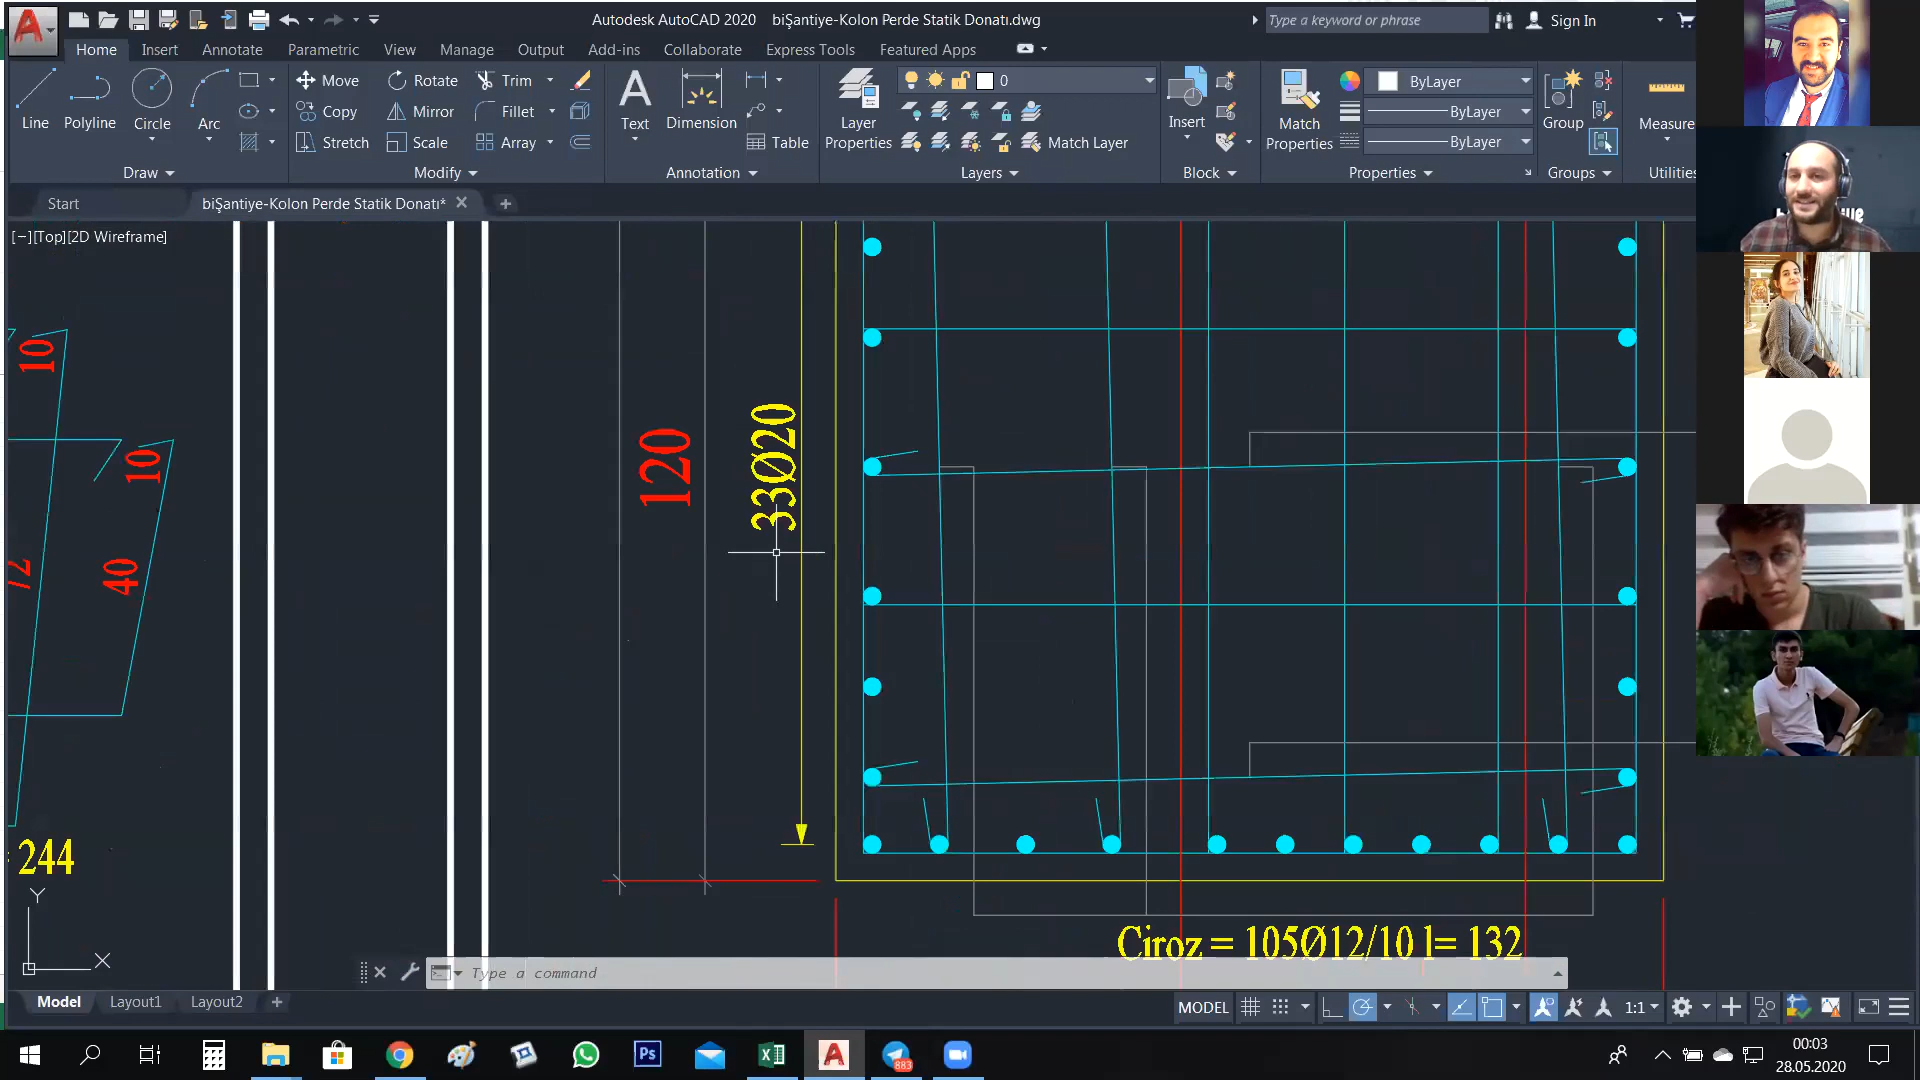 Autodesk AutoCAD 2020 biŞantiye-Kolon Perde Statik Donatı.dwg
Type a keyword or phrase
Sign In
Home Insert Annotate Parametric View Manage Output Add-ins Collaborate Express Tools Featured Apps
Line Polyline Circle Arc
Move Rotate Trim
Copy Mirror Fillet
Stretch Scale Array
Text Dimension Table
Layer Properties
0
Match Layer
Insert
Match Properties
ByLayer
ByLayer
ByLayer
Group
Measure
Draw Modify Annotation Layers Block Properties Groups Utilities
Start biŞantiye-Kolon Perde Statik Donatı*
[−][Top][2D Wireframe]
10
10
40
72
244
120
33Ø20
Ciroz = 105Ø12/10 l= 132
Y
X
Type a command
Model Layout1 Layout2
MODEL 1:1
Ps
883
00:03
28.05.2020